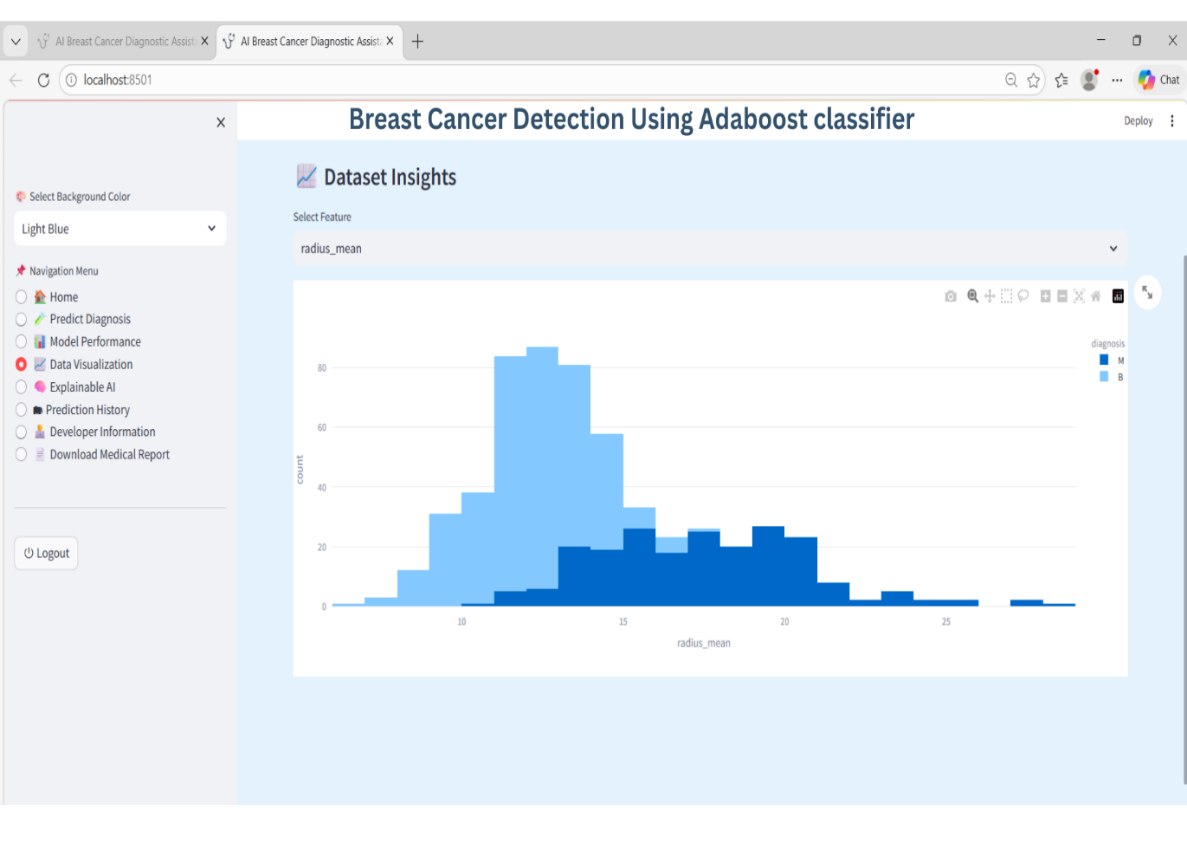 AI Breast Cancer Diagnostic Assist
AI Breast Cancer Diagnostic Assist
localhost:8501
Chat
Breast Cancer Detection Using Adaboost classifier
Deploy
Select Background Color
Light Blue
Navigation Menu
Home
Predict Diagnosis
Model Performance
Data Visualization
Explainable AI
Prediction History
Developer Information
Download Medical Report
Logout
Dataset Insights
Select Feature
radius_mean
diagnosis
M
B
count
80
60
40
20
0
10 15 20 25
radius_mean